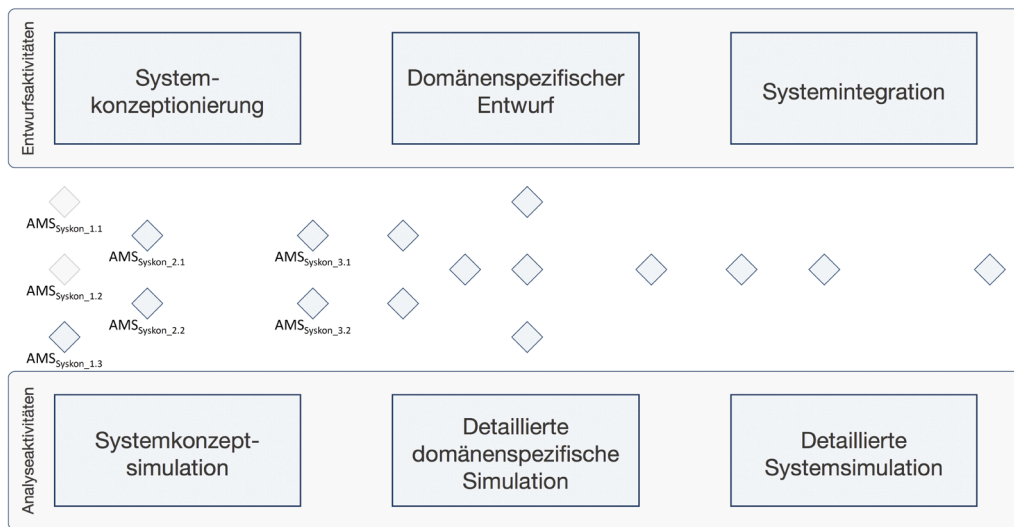 Entwurfsaktivitäten
System-
konzeptionierung
Domänenspezifischer
Entwurf
Systemintegration
AMSSyskon_1.1
AMSSyskon_2.1
AMSSyskon_3.1
AMSSyskon_1.2
AMSSyskon_2.2
AMSSyskon_3.2
AMSSyskon_1.3
Analyseaktivitäten
Systemkonzept-
simulation
Detaillierte
domänenspezifische
Simulation
Detaillierte
Systemsimulation